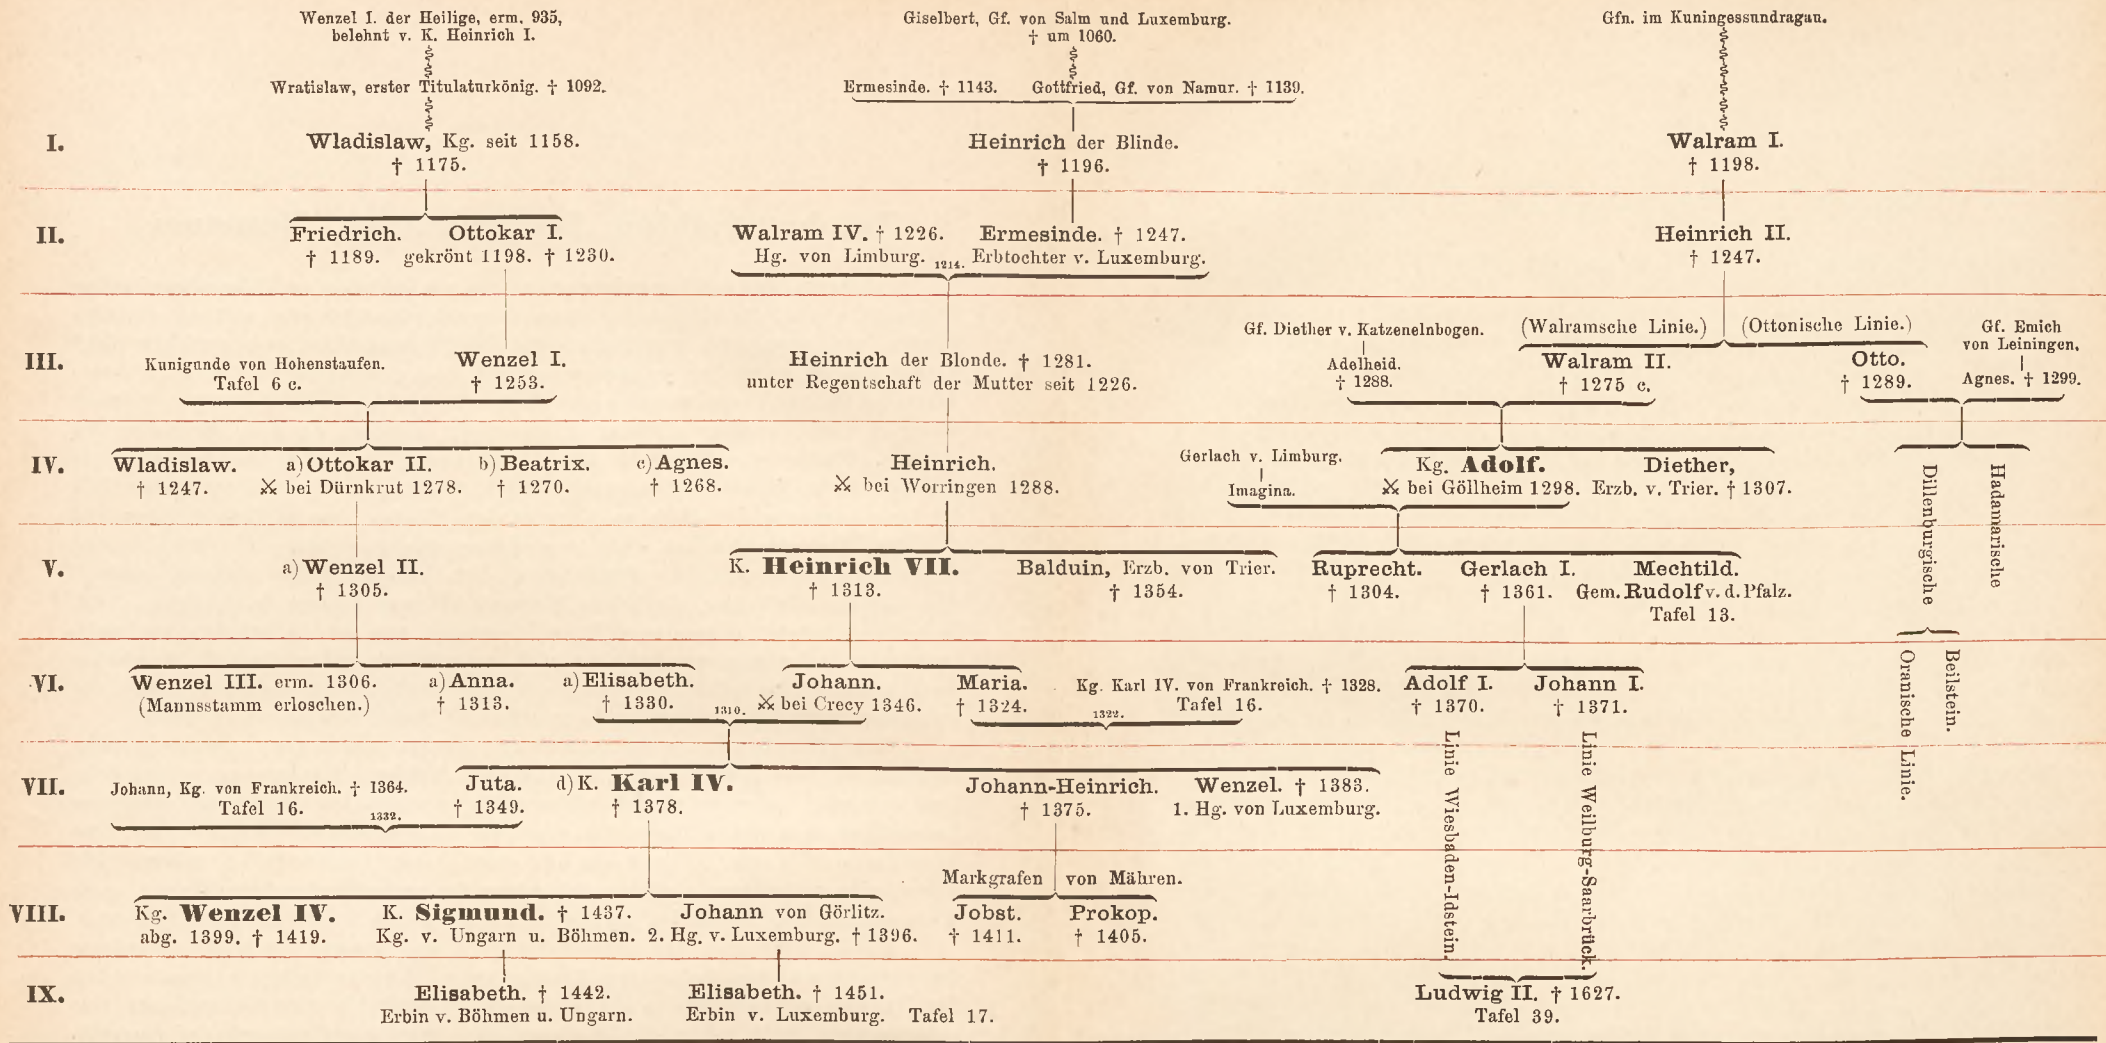 Wenzel I. der Heilige, erm. 935,
belehnt v. K. Heinrich I.
Giselbert, Gf. von Salm und Luxemburg.
† um 1060.
Gfn. im Kuningessundragau.
Wratislaw, erster Titulaturkönig. † 1092.
Ermesinde. † 1143. Gottfried, Gf. von Namur. † 1139.
I.
Wladislaw, Kg. seit 1158.
† 1175.
Heinrich der Blinde.
† 1196.
Walram I.
† 1198.
II.
Friedrich. Ottokar I.
† 1189. gekrönt 1198. † 1230.
Walram IV. † 1226. Ermesinde. † 1247.
Hg. von Limburg. 1214. Erbtochter v. Luxemburg.
Heinrich II.
† 1247.
III.
Kunigunde von Hohenstaufen.
Tafel 6 c.
Wenzel I.
† 1253.
Heinrich der Blonde. † 1281.
unter Regentschaft der Mutter seit 1226.
Gf. Diether v. Katzenelnbogen.
Adelheid.
† 1288.
(Walramsche Linie.) (Ottonische Linie.)
Walram II.
† 1275 c.
Otto.
† 1289.
Gf. Emich
von Leiningen.
Agnes. † 1299.
IV.
Wladislaw.
† 1247.
a) Ottokar II.
⚔ bei Dürnkrut 1278.
b) Beatrix.
† 1270.
c) Agnes.
† 1268.
Heinrich.
⚔ bei Worringen 1288.
Gerlach v. Limburg.
Imagina.
Kg. Adolf.
⚔ bei Göllheim 1298.
Diether,
Erzb. v. Trier. † 1307.
Dillenburgische
Hadamarische
V.
a) Wenzel II.
† 1305.
K. Heinrich VII.
† 1313.
Balduin, Erzb. von Trier.
† 1354.
Ruprecht.
† 1304.
Gerlach I.
† 1361.
Mechtild.
Gem. Rudolf v. d. Pfalz.
Tafel 13.
VI.
Wenzel III. erm. 1306.
(Mannsstamm erloschen.)
a) Anna.
† 1313.
a) Elisabeth.
† 1330.
1310.
Johann.
⚔ bei Crecy 1346.
Maria.
† 1324.
1322.
Kg. Karl IV. von Frankreich. † 1328.
Tafel 16.
Adolf I.
† 1370.
Johann I.
† 1371.
Oranische Linie.
Beilstein.
VII.
Johann, Kg. von Frankreich. † 1364.
Tafel 16.
1332.
Juta.
† 1349.
d) K. Karl IV.
† 1378.
Johann-Heinrich.
† 1375.
Wenzel. † 1383.
1. Hg. von Luxemburg.
Linie Wiesbaden-Idstein.
Linie Weilburg-Saarbrück.
VIII.
Kg. Wenzel IV.
abg. 1399. † 1419.
K. Sigmund. † 1437.
Kg. v. Ungarn u. Böhmen.
Johann von Görlitz.
2. Hg. v. Luxemburg. † 1396.
Markgrafen von Mähren.
Jobst.
† 1411.
Prokop.
† 1405.
IX.
Elisabeth. † 1442.
Erbin v. Böhmen u. Ungarn.
Elisabeth. † 1451.
Erbin v. Luxemburg. Tafel 17.
Ludwig II. † 1627.
Tafel 39.